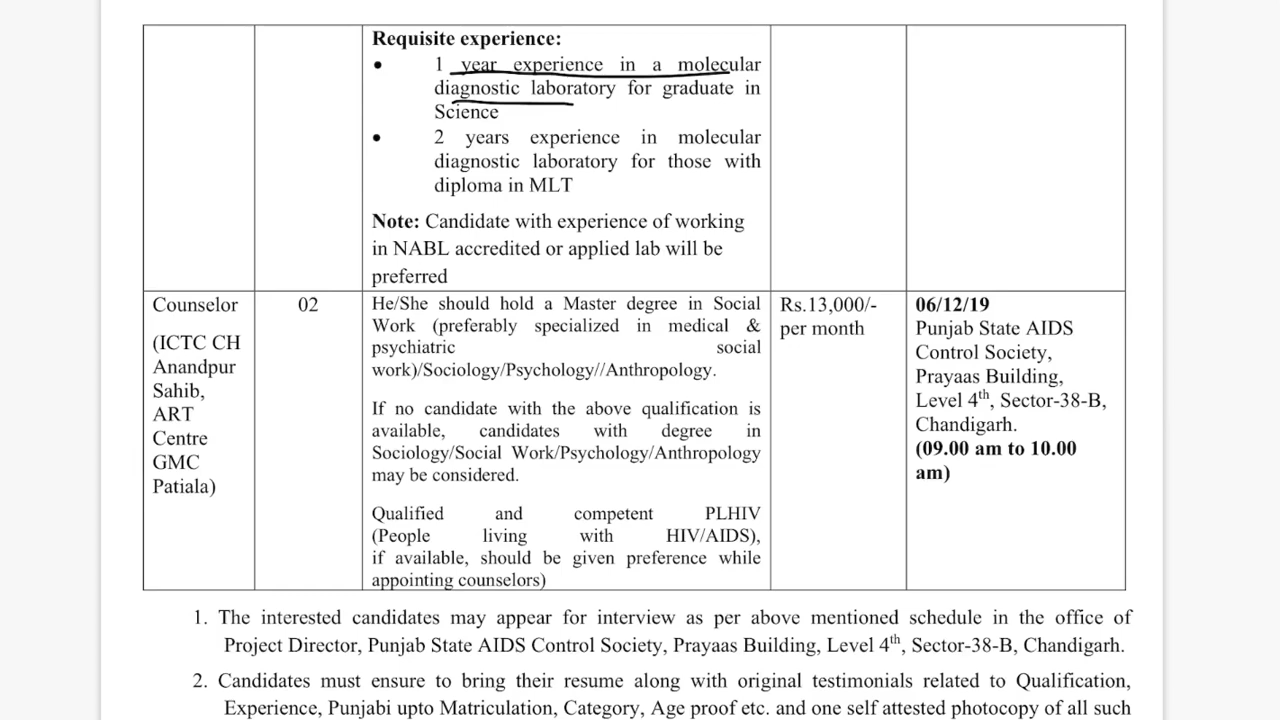 Requisite experience:
• 1 year experience in a molecular
diagnostic laboratory for graduate in
Science
• 2 years experience in molecular
diagnostic laboratory for those with
diploma in MLT
Note: Candidate with experience of working
in NABL accredited or applied lab will be
preferred
Counselor
(ICTC CH
Anandpur
Sahib,
ART
Centre
GMC
Patiala)
02
He/She should hold a Master degree in Social
Work (preferably specialized in medical &
psychiatric social
work)/Sociology/Psychology//Anthropology.
If no candidate with the above qualification is
available, candidates with degree in
Sociology/Social Work/Psychology/Anthropology
may be considered.
Qualified and competent PLHIV
(People living with HIV/AIDS),
if available, should be given preference while
appointing counselors)
Rs.13,000/-
per month
06/12/19
Punjab State AIDS
Control Society,
Prayaas Building,
Level 4th, Sector-38-B,
Chandigarh.
(09.00 am to 10.00
am)
1. The interested candidates may appear for interview as per above mentioned schedule in the office of
Project Director, Punjab State AIDS Control Society, Prayaas Building, Level 4th, Sector-38-B, Chandigarh.
2. Candidates must ensure to bring their resume along with original testimonials related to Qualification,
Experience, Punjabi upto Matriculation, Category, Age proof etc. and one self attested photocopy of all such